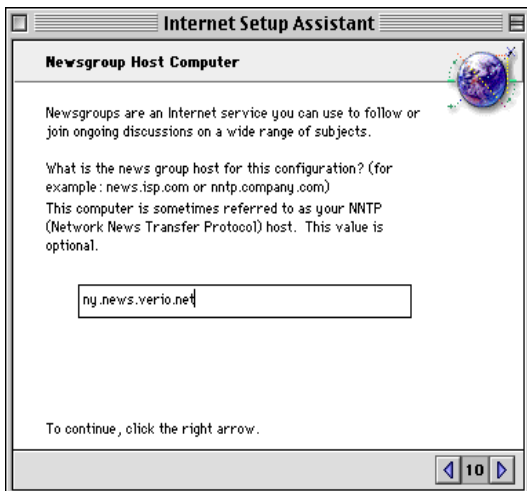 Internet Setup Assistant
Newsgroup Host Computer
Newsgroups are an Internet service you can use to follow or
join ongoing discussions on a wide range of subjects.
What is the news group host for this configuration? (for
example: news.isp.com or nntp.company.com)
This computer is sometimes referred to as your NNTP
(Network News Transfer Protocol) host. This value is
optional.
ny.news.verio.net
To continue, click the right arrow.
10